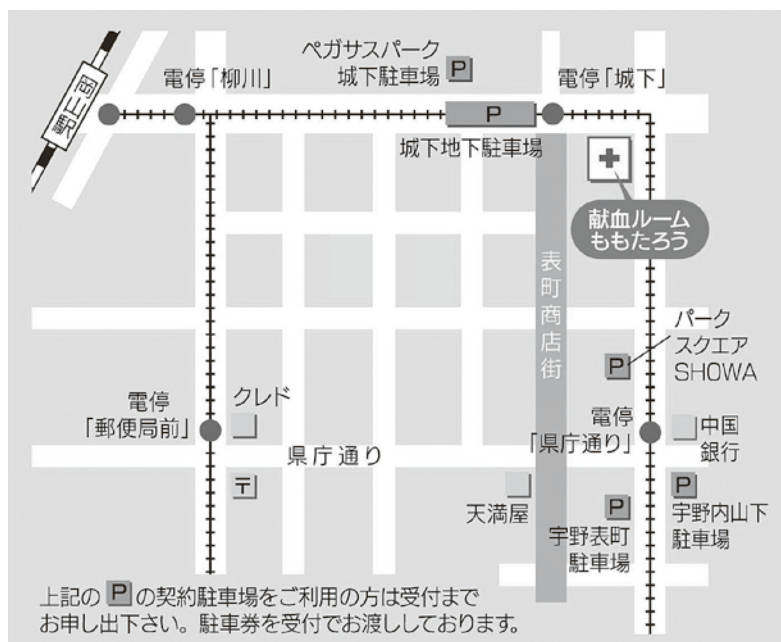 ペガサスパーク
城下駐車場
P
電停「柳川」
電停「城下」
岡山駅
P
城下地下駐車場
献血ルーム
ももたろう
表町商店街
パーク
スクエア
SHOWA
P
電停
「郵便局前」
クレド
電停
「県庁通り」
中国
銀行
県庁通り
〒
天満屋
P
宇野表町
駐車場
P
宇野内山下
駐車場
上記の P の契約駐車場をご利用の方は受付まで
お申し出下さい。駐車券を受付でお渡ししております。